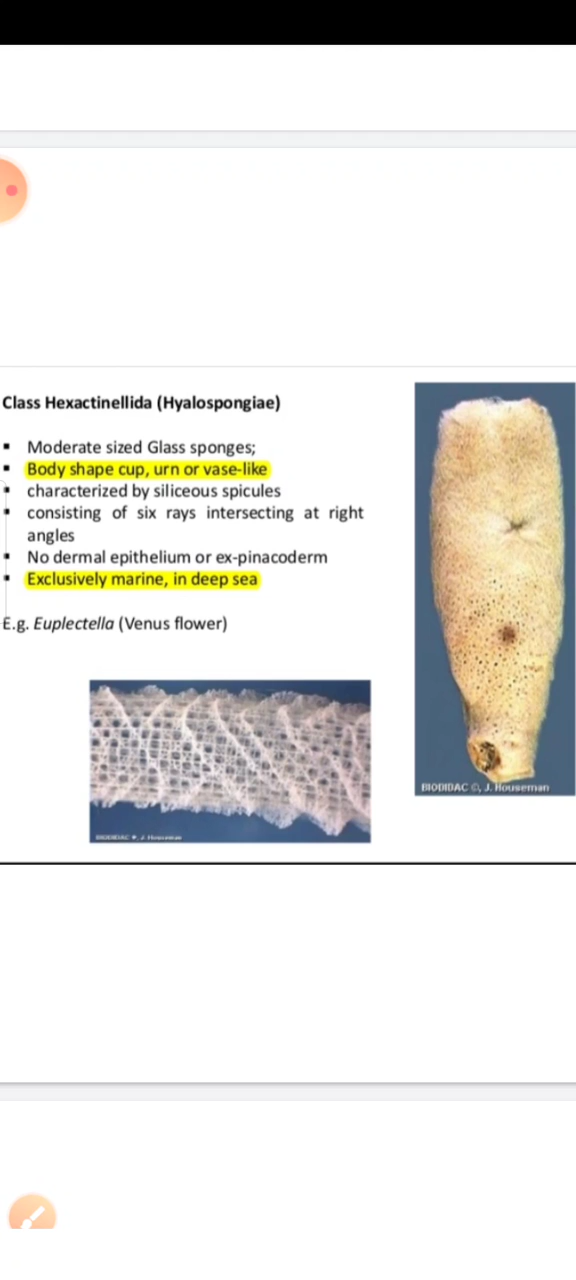 Class Hexactinellida (Hyalospongiae)
▪ Moderate sized Glass sponges;
▪ Body shape cup, urn or vase-like
▪ characterized by siliceous spicules
▪ consisting of six rays intersecting at right
angles
▪ No dermal epithelium or ex-pinacoderm
▪ Exclusively marine, in deep sea
E.g. Euplectella (Venus flower)
BIODIDAC ©, J. Houseman
BIODIDAC ©, J. Houseman